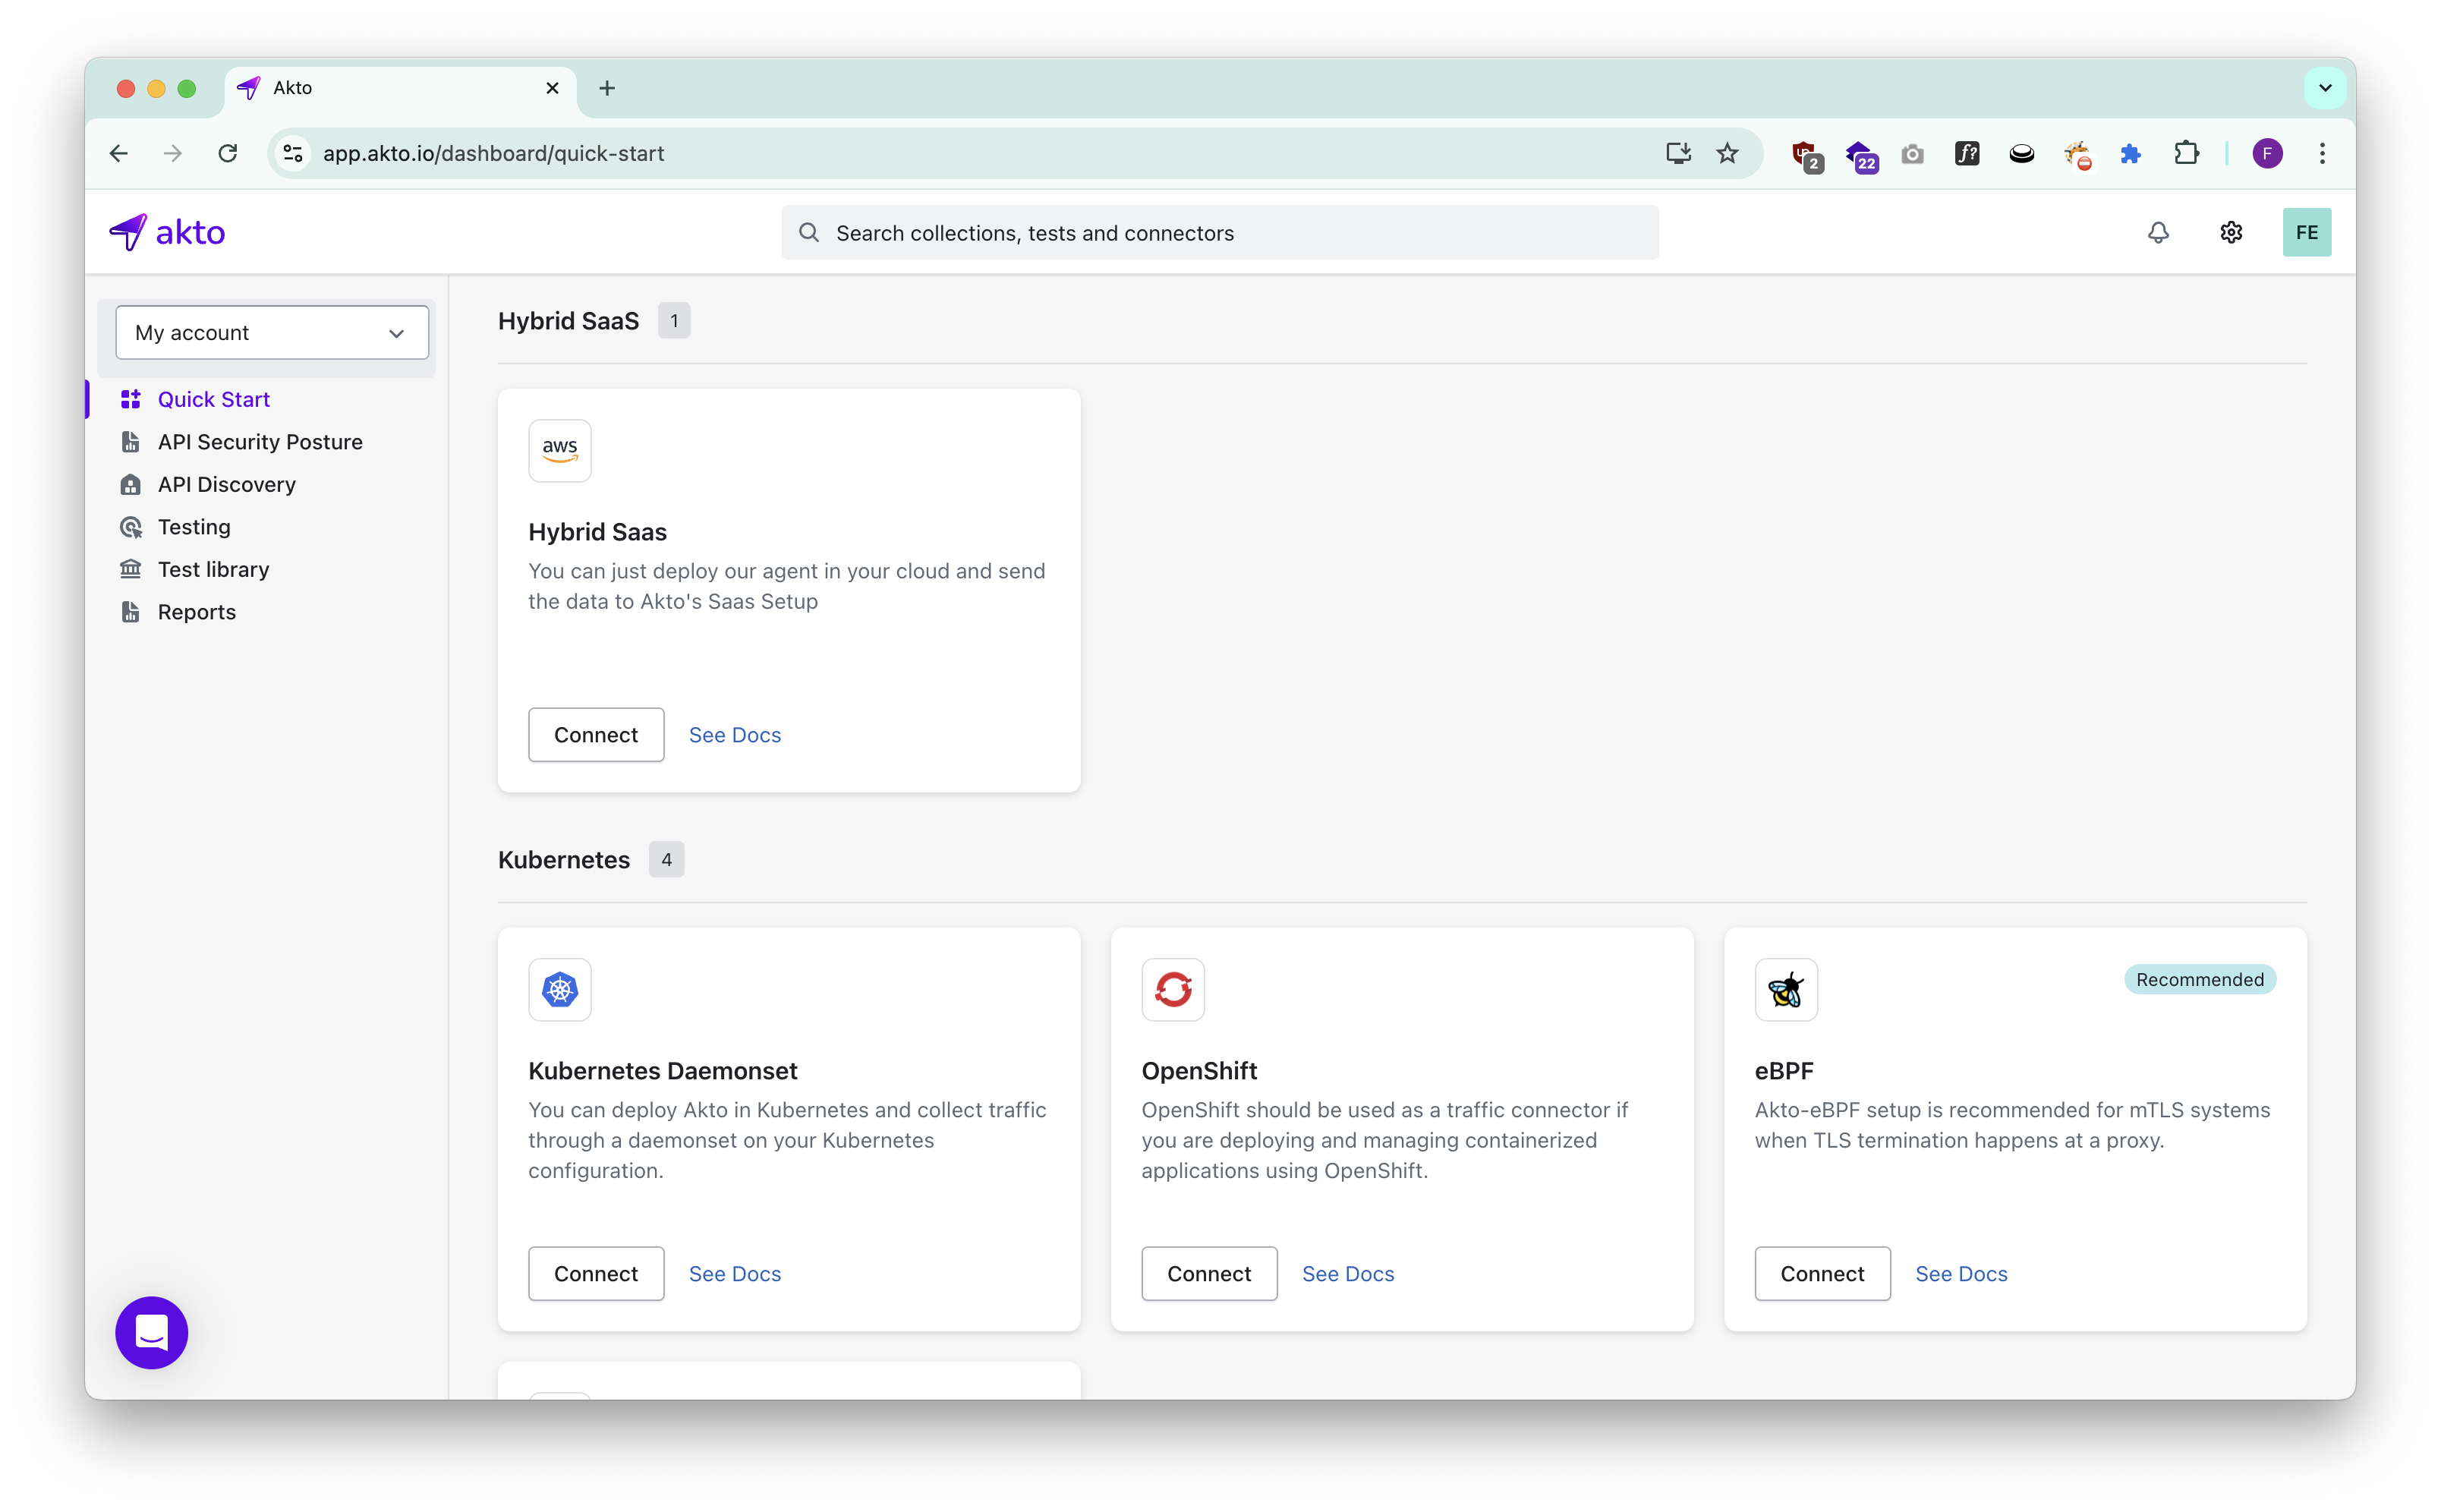 Akto
app.akto.io/dashboard/quick-start
2
22
f?
F
akto
Search collections, tests and connectors
FE
My account
Quick Start
API Security Posture
API Discovery
Testing
Test library
Reports
Hybrid SaaS 1
aws
Hybrid Saas
You can just deploy our agent in your cloud and send
the data to Akto's Saas Setup
Connect See Docs
Kubernetes 4
Kubernetes Daemonset
You can deploy Akto in Kubernetes and collect traffic
through a daemonset on your Kubernetes
configuration.
Connect See Docs
OpenShift
OpenShift should be used as a traffic connector if
you are deploying and managing containerized
applications using OpenShift.
Connect See Docs
Recommended
eBPF
Akto-eBPF setup is recommended for mTLS systems
when TLS termination happens at a proxy.
Connect See Docs